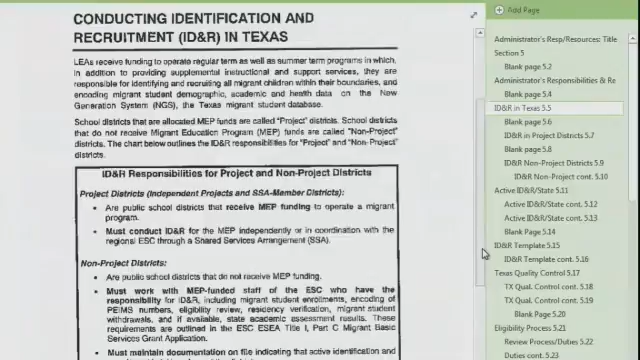 CONDUCTING IDENTIFICATION AND
RECRUITMENT (ID&R) IN TEXAS
LEAs receive funding to operate regular term as well as summer term programs in which,
in addition to providing supplemental instructional and support services, they are
responsible for identifying and recruiting all migrant children within their boundaries, and
encoding migrant student demographic, academic and health data on the New
Generation System (NGS), the Texas migrant student database.
School districts that are allocated MEP funds are called "Project" districts. School districts
that do not receive Migrant Education Program (MEP) funds are called "Non-Project"
districts. The chart below outlines the ID&R responsibilities for "Project" and "Non-Project"
districts.
ID&R Responsibilities for Project and Non-Project Districts
Project Districts (Independent Projects and SSA-Member Districts):
• Are public school districts that receive MEP funding to operate a migrant
program.
• Must conduct ID&R for the MEP independently or in coordination with the
regional ESC through a Shared Services Arrangement (SSA).
Non-Project Districts:
• Are public school districts that do not receive MEP funding.
• Must work with MEP-funded staff of the ESC who have the
responsibility for ID&R, including migrant student enrollments, encoding of
PEIMS numbers, eligibility review, residency verification, migrant student
withdrawals, and if available, state academic assessment results. These
requirements are outlined in the ESC ESEA Title I, Part C Migrant Basic
Services Grant Application.
• Must maintain documentation on file indicating that active identification and
Add Page
Administrator's Resp/Resources: Title
Section 5
Blank page 5.2
Administrator's Responsibilities & Re
Blank page 5.4
ID&R in Texas 5.5
Blank page 5.6
ID&R in Project Districts 5.7
Blank page 5.8
ID&R Non-Project Districts 5.9
ID&R Non-Project cont. 5.10
Active ID&R/State 5.11
Active ID&R/State cont. 5.12
Active ID&R/State cont. 5.13
Blank Page 5.14
ID&R Template 5.15
ID&R Template cont. 5.16
Texas Quality Control 5.17
TX Qual. Control cont. 5.18
TX Qual. Control cont. 5.19
Blank Page 5.20
Eligibility Process 5.21
Review Process/Duties 5.22
Duties cont. 5.23